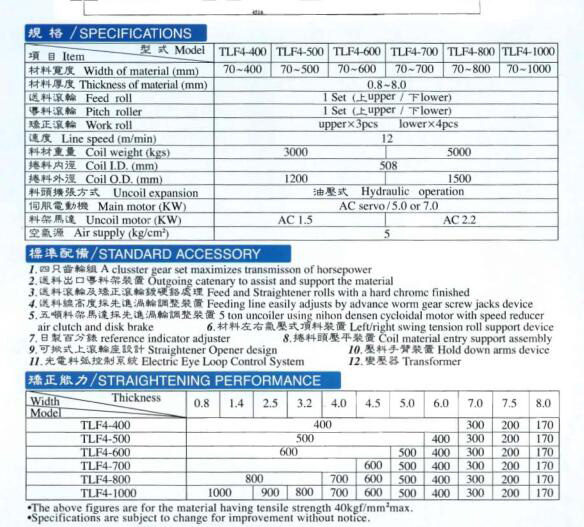 規 格 /SPECIFICATIONS
項 目 Item 型 式 Model TLF4-400 TLF4-500 TLF4-600 TLF4-700 TLF4-800 TLF4-1000
材料寬度 Width of material (mm) 70~400 70~500 70~600 70~700 70~800 70~1000
材料厚度 Thickness of material (mm) 0.8~8.0
送料滾輪 Feed roll 1 Set (上upper / 下lower)
導料滾輪 Pitch roller 1 Set (上upper / 下lower)
矯正滾輪 Work roll upper×3pcs lower×4pcs
速度 Line speed (m/min) 12
料材重量 Coil weight (kgs) 3000 5000
捲料內徑 Coil I.D. (mm) 508
捲料外徑 Coil O.D. (mm) 1200 1500
料頭擴張方式 Uncoil expansion 油壓式 Hydraulic operation
伺服電動機 Main motor (KW) AC servo/5.0 or 7.0
料架馬達 Uncoil motor (KW) AC 1.5 AC 2.2
空氣源 Air supply (kg/cm²) 5
標準配備/STANDARD ACCESSORY
1.四只齒輪組 A clusster gear set maximizes transmisson of horsepower
2.送料出口導料架裝置 Outgoing catenary to assist and support the material
3.送料滾輪及矯正滾輪鍍硬鉻處理 Feed and Straightener rolls with a hard chromc finished
4.送料線高度採先進渦輪調整裝置 Feeding line easily adjusts by advance worm gear screw jacks device
5.五噸料架馬達採先進渦輪調整裝置 5 ton uncoiler using nihon densen cycloidal motor with speed reducer
air clutch and disk brake 6.材料左右氣壓式頂料裝置 Left/right swing tension roll support device
7.日製百分錶 reference indicator adjuster 8.捲料頭壓平裝置 Coil material entry support assembly
9.可掀式上滾輪座設計 Straightener Opener design 10.壓料手臂裝置 Hold down arms device
11.光電料弧控制系統 Electric Eye Loop Control System 12.變壓器 Transformer
矯正能力/STRAIGHTENING PERFORMANCE
Width Thickness 0.8 1.4 2.5 3.2 4.0 4.5 5.0 6.0 7.0 7.5 8.0
Model
TLF4-400 400 300 200 170
TLF4-500 500 400 300 200 170
TLF4-600 600 500 400 300 200 170
TLF4-700 600 500 400 300 200 170
TLF4-800 800 700 600 500 400 300 200 170
TLF4-1000 1000 900 800 700 600 500 400 300 200 170
•The above figures are for the material having tensile strength 40kgf/mm²max.
•Specifications are subject to change for improvement without notice.